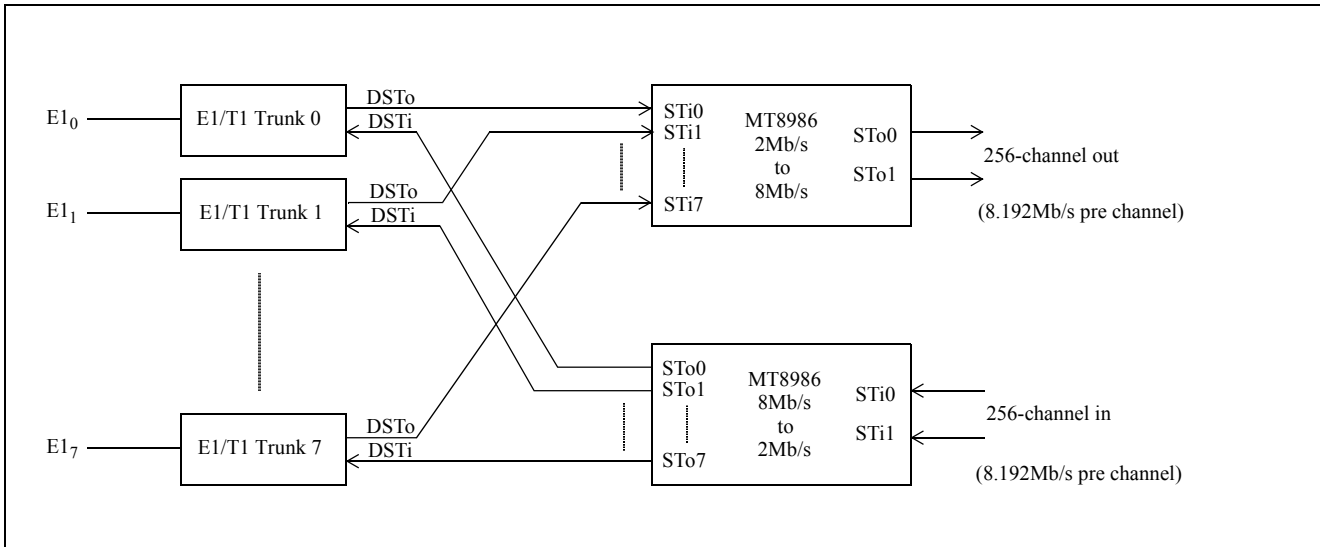 E1₀
E1/T1 Trunk 0
DSTo
DSTi
E1₁
E1/T1 Trunk 1
DSTo
DSTi
E1₇
E1/T1 Trunk 7
DSTo
DSTi
STi0
STi1
STi7
MT8986
2Mb/s
to
8Mb/s
STo0
STo1
256-channel out
(8.192Mb/s pre channel)
STo0
STo1
STo7
MT8986
8Mb/s
to
2Mb/s
STi0
STi1
256-channel in
(8.192Mb/s pre channel)